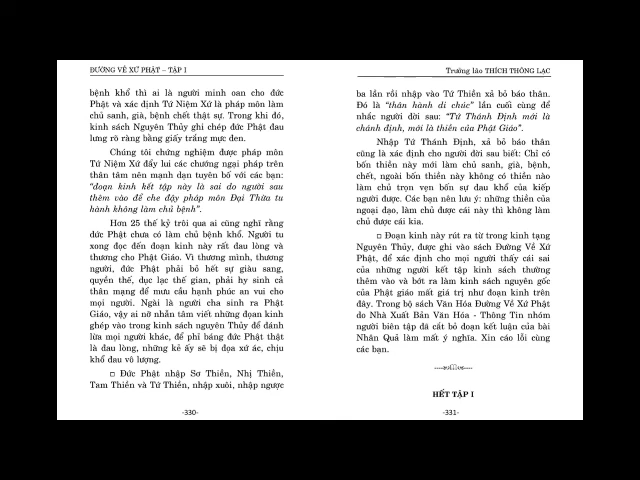 ĐƯỜNG VỀ XỨ PHẬT – TẬP I
bệnh khổ thì ai là người minh oan cho đức
Phật và xác định Tứ Niệm Xứ là pháp môn làm
chủ sanh, già, bệnh chết thật sự. Trong khi đó,
kinh sách Nguyên Thủy ghi chép đức Phật đau
lưng rõ ràng bằng giấy trắng mực đen.
Chúng tôi chứng nghiệm được pháp môn
Tứ Niệm Xứ đẩy lui các chướng ngại pháp trên
thân tâm nên mạnh dạn tuyên bố với các bạn:
“đoạn kinh kết tập này là sai do người sau
thêm vào để che đậy pháp môn Đại Thừa tu
hành không làm chủ bệnh”.
Hơn 25 thế kỷ trôi qua ai cũng nghĩ rằng
đức Phật chưa có làm chủ bệnh khổ. Người tu
xong đọc đến đoạn kinh này rất đau lòng và
thương cho Phật Giáo. Vì thương mình, thương
người, đức Phật phải bỏ hết sự giàu sang,
quyền thế, dục lạc thế gian, phải hy sinh cả
thân mạng để mưu cầu hạnh phúc an vui cho
mọi người. Ngài là người cha sinh ra Phật
Giáo, vậy ai nỡ nhẫn tâm viết những đọan kinh
ghép vào trong kinh sách nguyên Thủy để đánh
lừa mọi người khác, để phỉ báng đức Phật thật
là đau lòng, những kẻ ấy sẽ bị đọa xứ ác, chịu
khổ đau vô lượng.
□ Đức Phật nhập Sơ Thiền, Nhị Thiền,
Tam Thiền và Tứ Thiền, nhập xuôi, nhập ngược
-330-
Trưởng lão THÍCH THÔNG LẠC
ba lần rồi nhập vào Tứ Thiền xả bỏ báo thân.
Đó là “thân hành di chúc” lần cuối cùng để
nhắc người đời sau: “Tứ Thánh Định mới là
chánh định, mới là thiền của Phật Giáo”.
Nhập Tứ Thánh Định, xả bỏ báo thân
cũng là xác định cho người đời sau biết: Chỉ có
bốn thiền này mới làm chủ sanh, già, bệnh,
chết, ngoài bốn thiền này không có thiền nào
làm chủ trọn vẹn bốn sự đau khổ của kiếp
người được. Các bạn nên lưu ý: những thiền của
ngoại đạo, làm chủ được cái này thì không làm
chủ được cái kia.
□ Đoạn kinh này rút ra từ trong kinh tạng
Nguyên Thủy, được ghi vào sách Đường Về Xứ
Phật, để xác định cho mọi người thấy cái sai
của những người kết tập kinh sách thường
thêm vào và bớt ra làm kinh sách nguyên gốc
của Phật giáo mất giá trị như đoạn kinh trên
đây. Trong bộ sách Văn Hóa Đường Về Xứ Phật
do Nhà Xuất Bản Văn Hóa - Thông Tin nhóm
người biên tập đã cắt bỏ đoạn kết luận của bài
Nhân Quả làm mất ý nghĩa. Xin cáo lỗi cùng
các bạn.
HẾT TẬP I
-331-